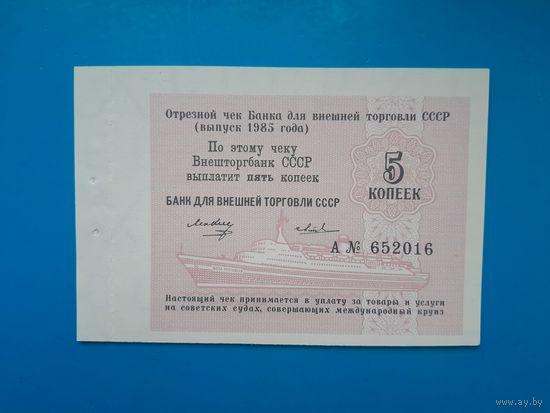 Отрезной чек Банка для внешней торговли СССР
(выпуск 1985 года)
По этому чеку
Внешторгбанк СССР
выплатит пять копеек
5
КОПЕЕК
БАНК ДЛЯ ВНЕШНЕЙ ТОРГОВЛИ СССР
А № 652016
Настоящий чек принимается в уплату за товары и услуги
на советских судах, совершающих международный круиз
www.ay.by